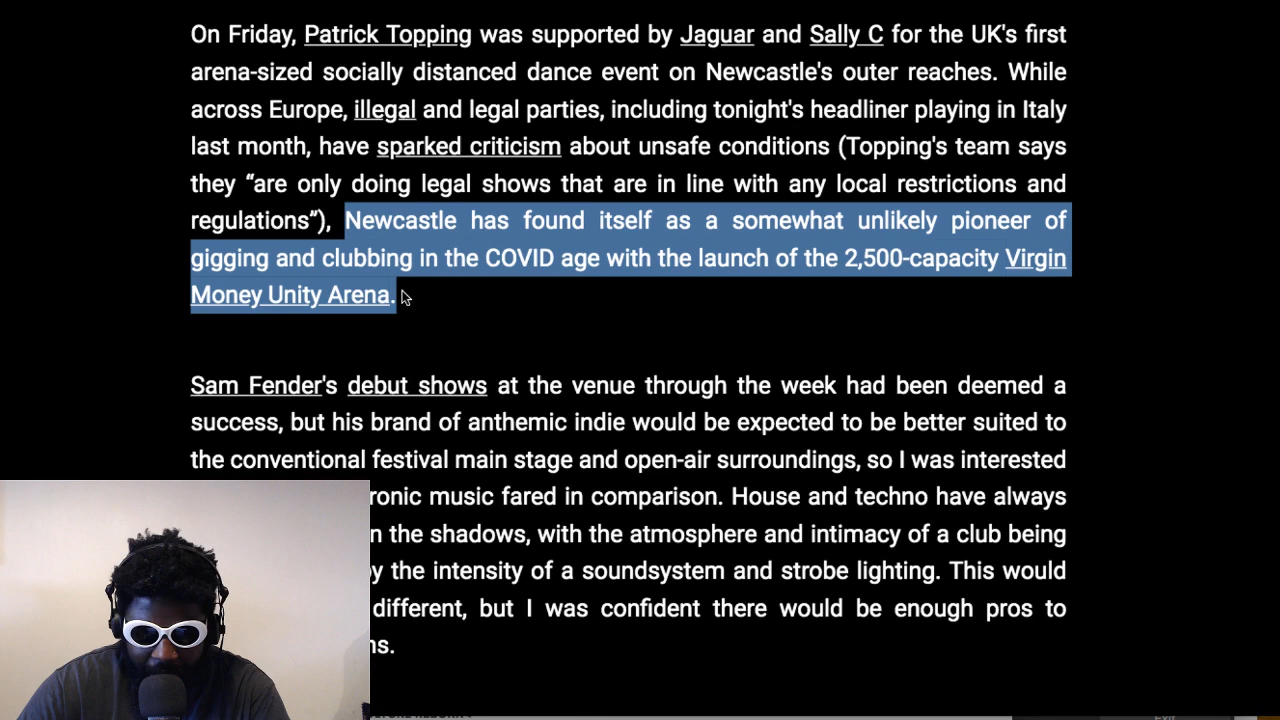 On Friday, Patrick Topping was supported by Jaguar and Sally C for the UK's first
arena-sized socially distanced dance event on Newcastle's outer reaches. While
across Europe, illegal and legal parties, including tonight's headliner playing in Italy
last month, have sparked criticism about unsafe conditions (Topping's team says
they “are only doing legal shows that are in line with any local restrictions and
regulations”), Newcastle has found itself as a somewhat unlikely pioneer of
gigging and clubbing in the COVID age with the launch of the 2,500-capacity Virgin
Money Unity Arena.
Sam Fender's debut shows at the venue through the week had been deemed a
success, but his brand of anthemic indie would be expected to be better suited to
the conventional festival main stage and open-air surroundings, so I was interested
music fared in comparison. House and techno have always
the shadows, with the atmosphere and intimacy of a club being
the intensity of a soundsystem and strobe lighting. This would
different, but I was confident there would be enough pros to